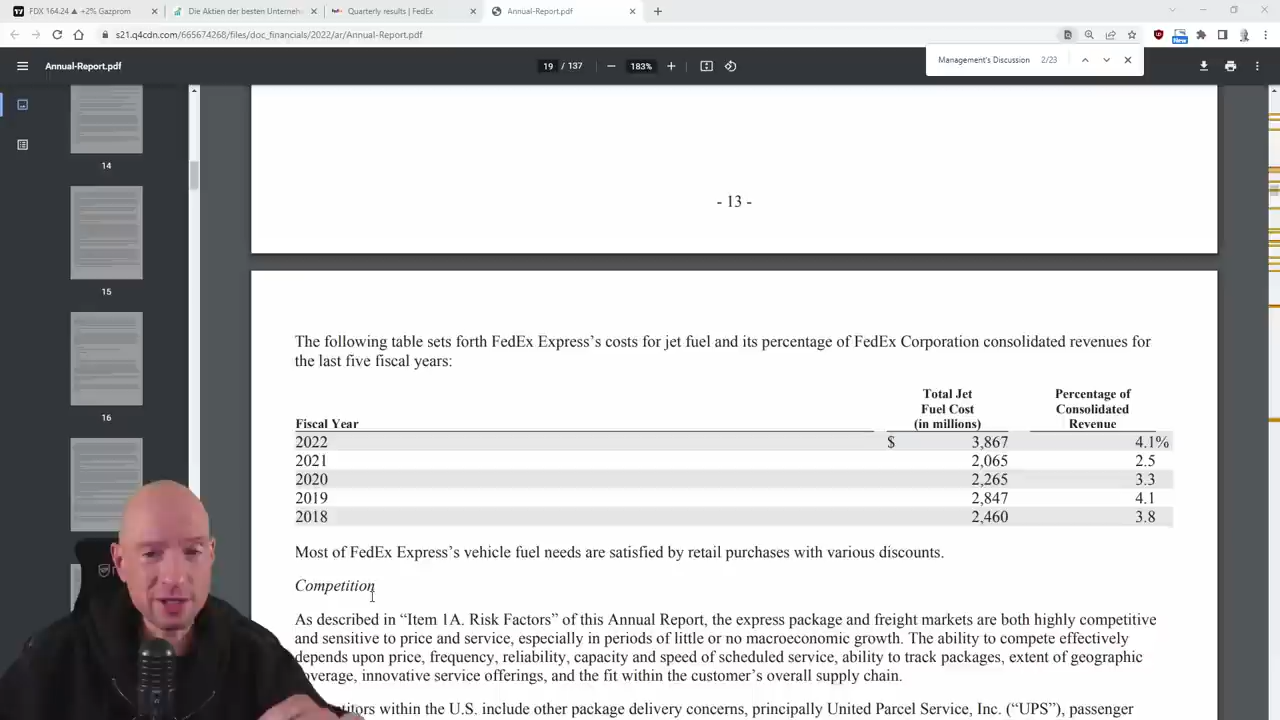 FDX 164.24 ▲ +2% Gazprom
Die Aktien der besten Unterneh
Quarterly results | FedEx
Annual-Report.pdf
s21.q4cdn.com/665674268/files/doc_financials/2022/ar/Annual-Report.pdf
New
Annual-Report.pdf
19 / 137
183%
Management's Discussion 2/23
14
15
16
- 13 -
The following table sets forth FedEx Express’s costs for jet fuel and its percentage of FedEx Corporation consolidated revenues for
the last five fiscal years:
Total Jet
Fuel Cost
(in millions)
Percentage of
Consolidated
Revenue
Fiscal Year
2022 $ 3,867 4.1%
2021 2,065 2.5
2020 2,265 3.3
2019 2,847 4.1
2018 2,460 3.8
Most of FedEx Express’s vehicle fuel needs are satisfied by retail purchases with various discounts.
Competition
As described in “Item 1A. Risk Factors” of this Annual Report, the express package and freight markets are both highly competitive
and sensitive to price and service, especially in periods of little or no macroeconomic growth. The ability to compete effectively
depends upon price, frequency, reliability, capacity and speed of scheduled service, ability to track packages, extent of geographic
overage, innovative service offerings, and the fit within the customer’s overall supply chain.
etitors within the U.S. include other package delivery concerns, principally United Parcel Service, Inc. (“UPS”), passenger